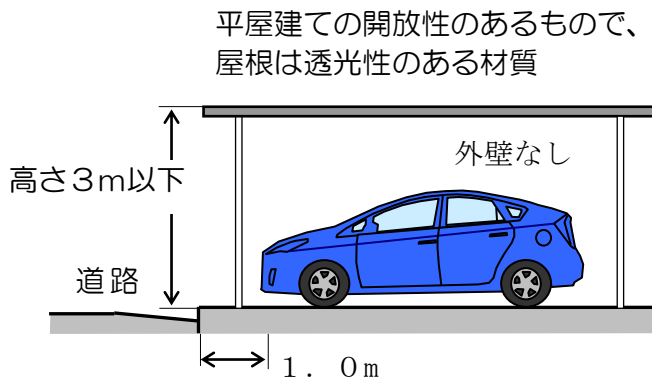 平屋建ての開放性のあるもので、
屋根は透光性のある材質
外壁なし
高さ３ｍ以下
道路
１．０ｍ